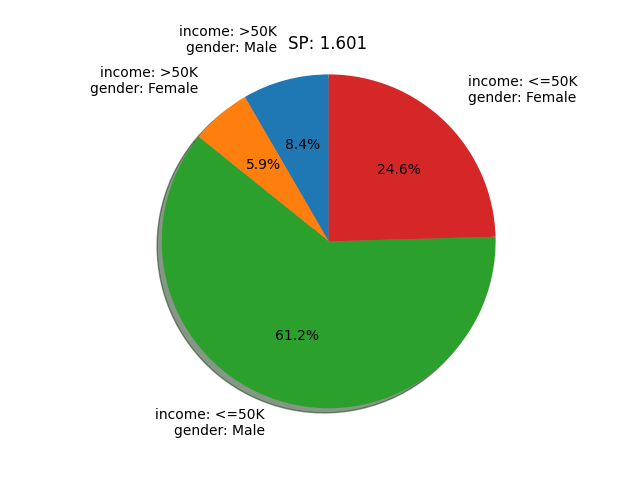 income: >50K
gender: Male
SP: 1.601
income: >50K
gender: Female
income: <=50K
gender: Female
8.4%
5.9%
24.6%
61.2%
income: <=50K
gender: Male